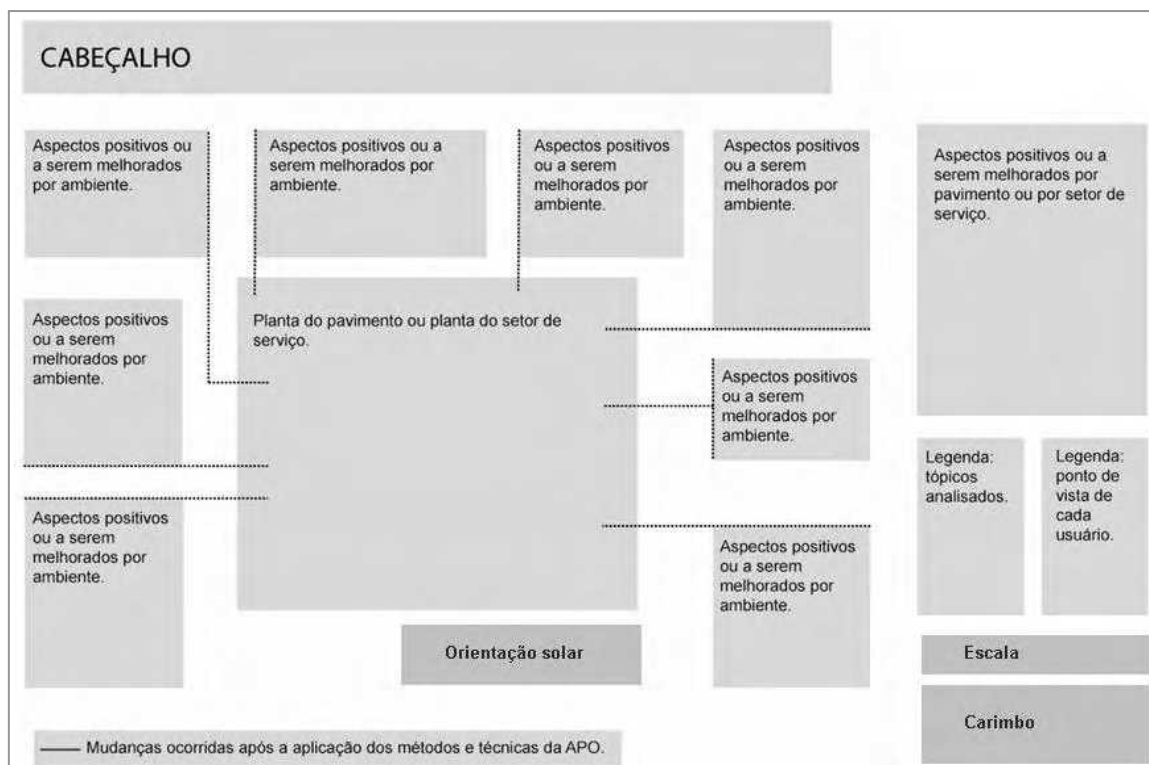 CABEÇALHO
Aspectos positivos ou
a serem melhorados
por ambiente.
Aspectos positivos ou a
serem melhorados por
ambiente.
Aspectos positivos
ou a serem
melhorados por
ambiente.
Aspectos positivos
ou a serem
melhorados por
ambiente.
Aspectos positivos ou a
serem melhorados por
pavimento ou por setor de
serviço.
Aspectos positivos
ou a serem
melhorados por
ambiente.
Planta do pavimento ou planta do setor de
serviço.
Aspectos positivos
ou a serem
melhorados por
ambiente.
Legenda:
tópicos
analisados.
Legenda:
ponto de
vista de
cada
usuário.
Aspectos positivos
ou a serem
melhorados por
ambiente.
Aspectos positivos
ou a serem
melhorados por
ambiente.
Orientação solar
Escala
Carimbo
Mudanças ocorridas após a aplicação dos métodos e técnicas da APO.